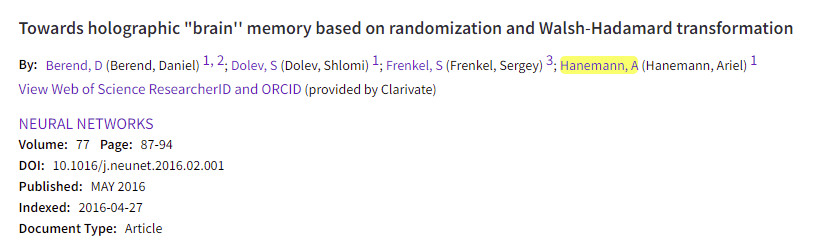 Towards holographic "brain'' memory based on randomization and Walsh-Hadamard transformation
By: Berend, D (Berend, Daniel) 1, 2; Dolev, S (Dolev, Shlomi) 1; Frenkel, S (Frenkel, Sergey) 3; Hanemann, A (Hanemann, Ariel) 1
View Web of Science ResearcherID and ORCID (provided by Clarivate)
NEURAL NETWORKS
Volume: 77 Page: 87-94
DOI: 10.1016/j.neunet.2016.02.001
Published: MAY 2016
Indexed: 2016-04-27
Document Type: Article